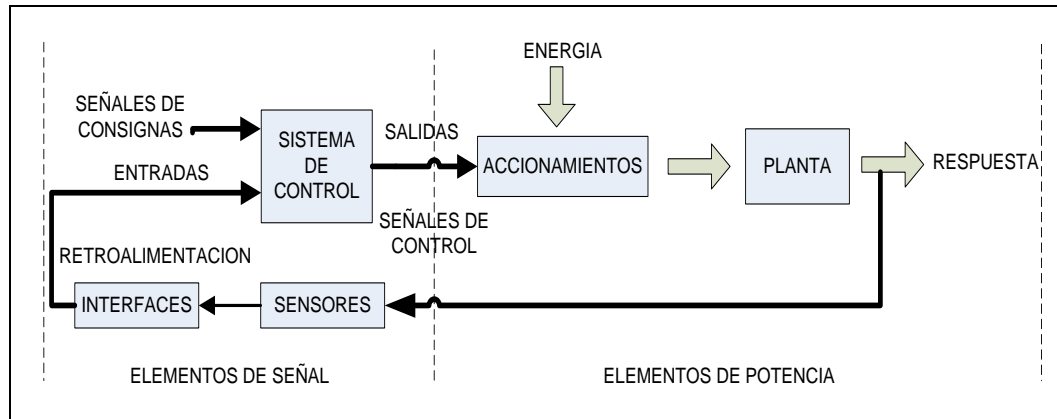 ENERGIA
SEÑALES DE
CONSIGNAS
SISTEMA
DE
CONTROL
SALIDAS
ACCIONAMIENTOS
PLANTA
RESPUESTA
ENTRADAS
SEÑALES DE
CONTROL
RETROALIMENTACION
INTERFACES
SENSORES
ELEMENTOS DE SEÑAL
ELEMENTOS DE POTENCIA